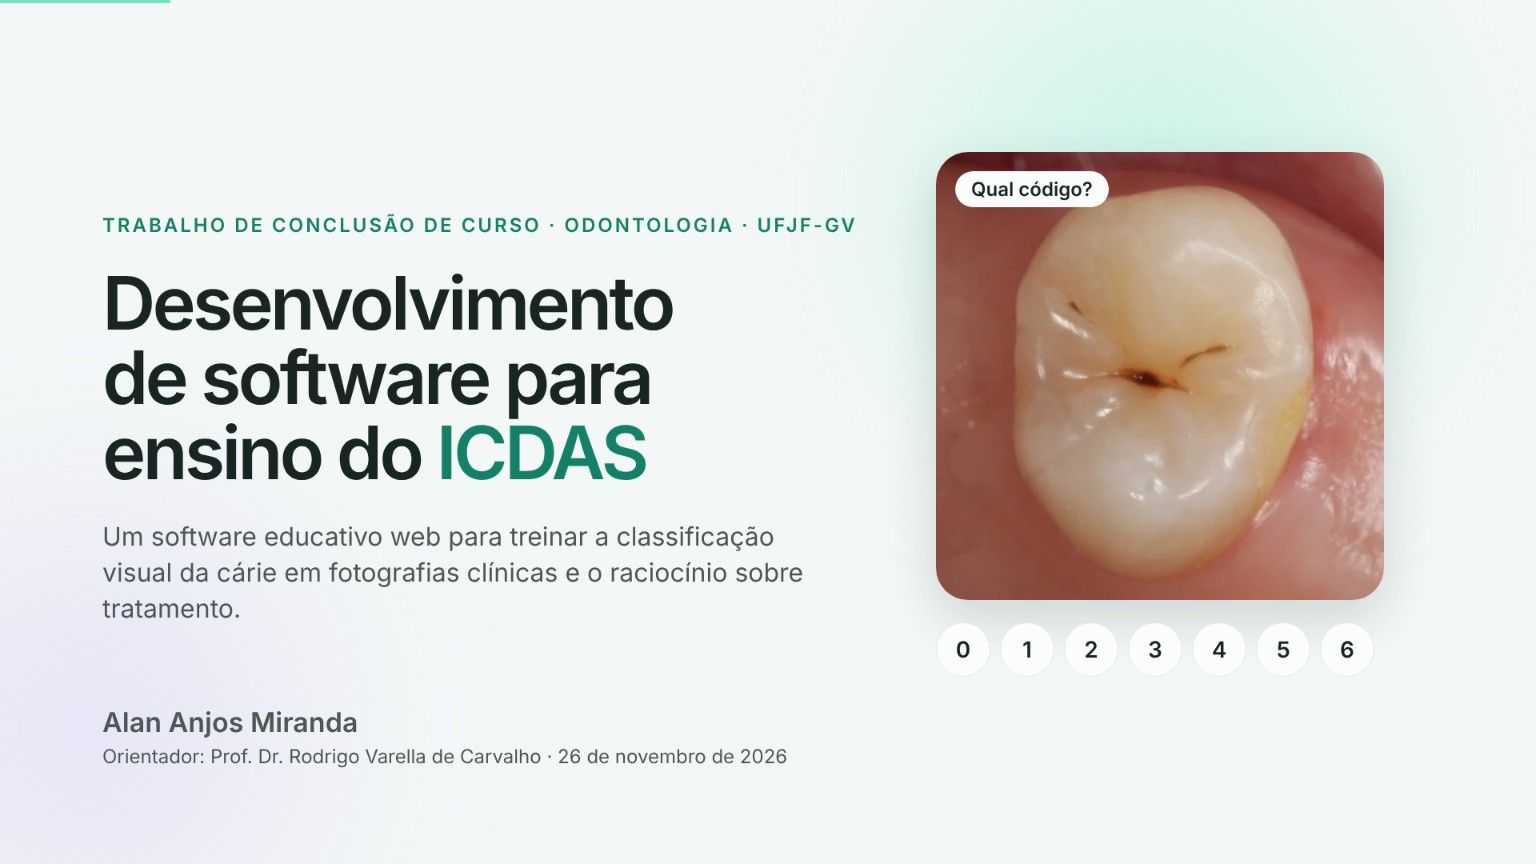 TRABALHO DE CONCLUSÃO DE CURSO · ODONTOLOGIA · UFJF-GV
Desenvolvimento
de software para
ensino do ICDAS
Um software educativo web para treinar a classificação
visual da cárie em fotografias clínicas e o raciocínio sobre
tratamento.
Alan Anjos Miranda
Orientador: Prof. Dr. Rodrigo Varella de Carvalho · 26 de novembro de 2026
Qual código?
0 1 2 3 4 5 6